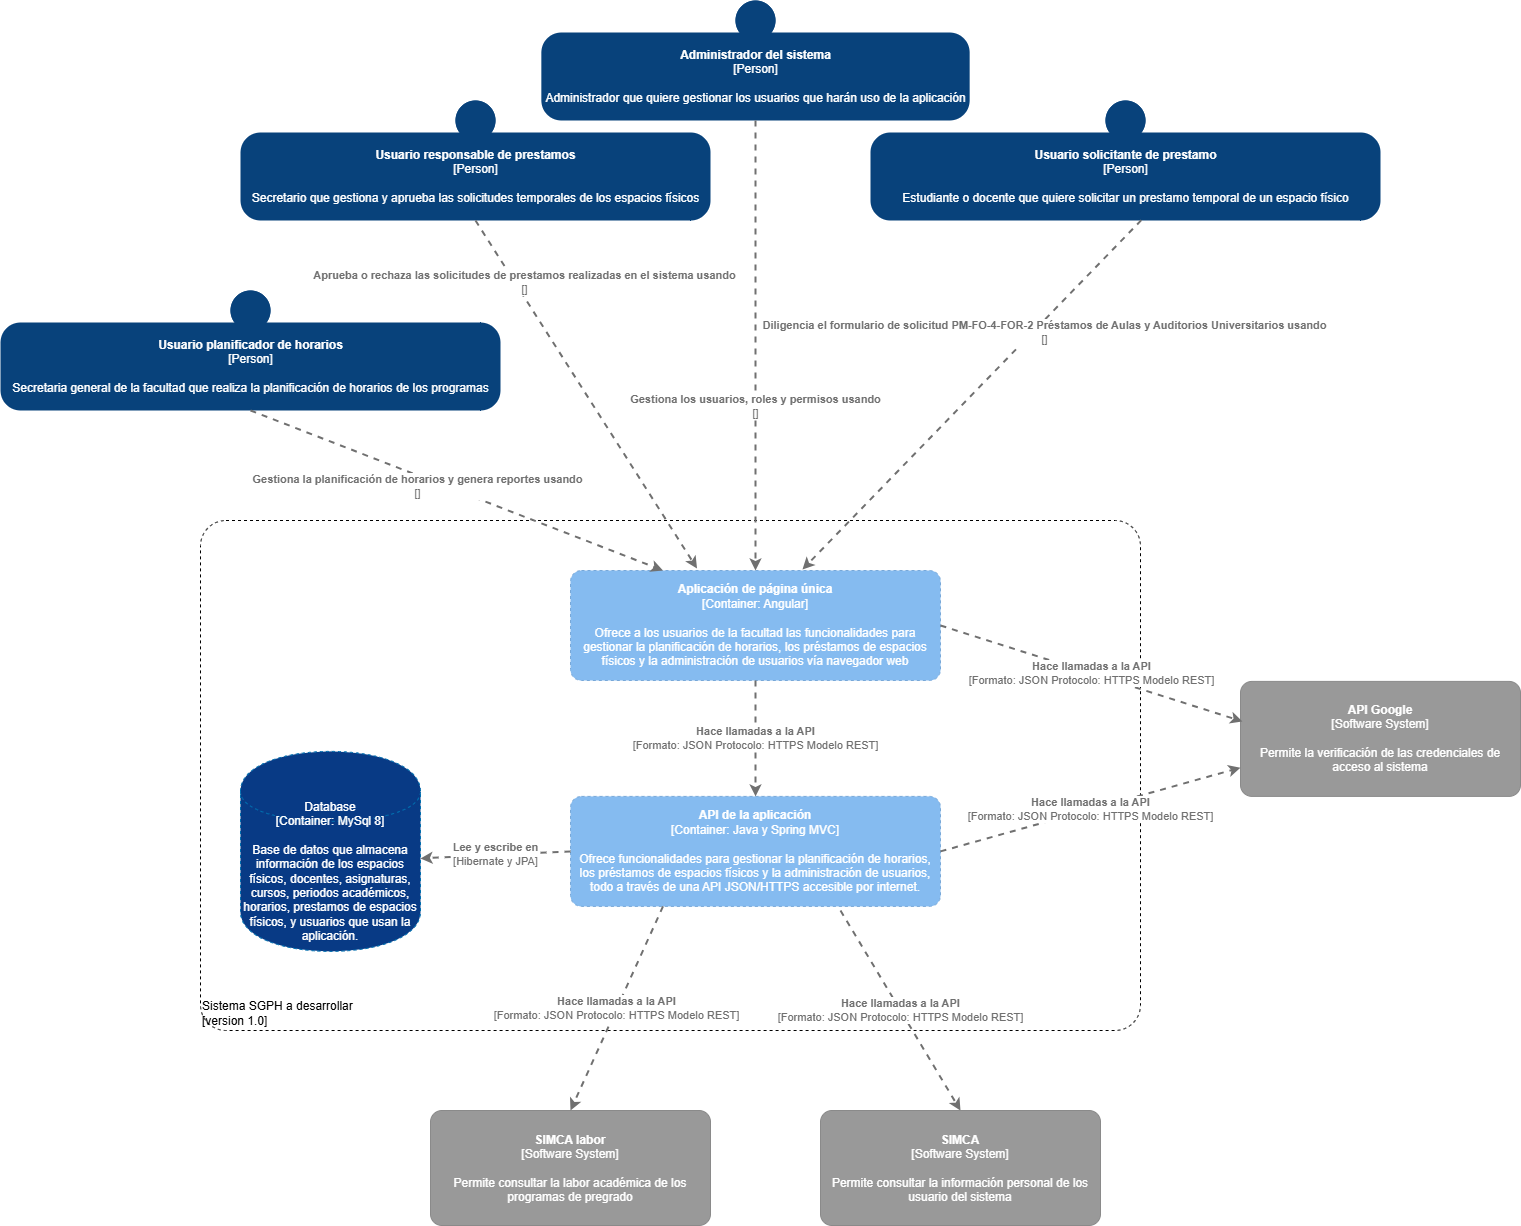 Administrador del sistema
[Person]
Administrador que quiere gestionar los usuarios que harán uso de la aplicación
Usuario responsable de prestamos
[Person]
Secretario que gestiona y aprueba las solicitudes temporales de los espacios físicos
Usuario solicitante de prestamo
[Person]
Estudiante o docente que quiere solicitar un prestamo temporal de un espacio físico
Aprueba o rechaza las solicitudes de prestamos realizadas en el sistema usando
[]
Diligencia el formulario de solicitud PM-FO-4-FOR-2 Préstamos de Aulas y Auditorios Universitarios usando
[]
Usuario planificador de horarios
[Person]
Secretaria general de la facultad que realiza la planificación de horarios de los programas
Gestiona los usuarios, roles y permisos usando
[]
Gestiona la planificación de horarios y genera reportes usando
[]
Aplicación de página única
[Container: Angular]
Ofrece a los usuarios de la facultad las funcionalidades para
gestionar la planificación de horarios, los préstamos de espacios
físicos y la administración de usuarios vía navegador web
Hace llamadas a la API
[Formato: JSON Protocolo: HTTPS Modelo REST]
API Google
[Software System]
Permite la verificación de las credenciales de
acceso al sistema
Hace llamadas a la API
[Formato: JSON Protocolo: HTTPS Modelo REST]
Hace llamadas a la API
[Formato: JSON Protocolo: HTTPS Modelo REST]
Database
[Container: MySql 8]
Base de datos que almacena
información de los espacios
físicos, docentes, asignaturas,
cursos, periodos académicos,
horarios, prestamos de espacios
físicos, y usuarios que usan la
aplicación.
Lee y escribe en
[Hibernate y JPA]
API de la aplicación
[Container: Java y Spring MVC]
Ofrece funcionalidades para gestionar la planificación de horarios,
los préstamos de espacios físicos y la administración de usuarios,
todo a través de una API JSON/HTTPS accesible por internet.
Sistema SGPH a desarrollar
[version 1.0]
Hace llamadas a la API
[Formato: JSON Protocolo: HTTPS Modelo REST]
Hace llamadas a la API
[Formato: JSON Protocolo: HTTPS Modelo REST]
SIMCA labor
[Software System]
Permite consultar la labor académica de los
programas de pregrado
SIMCA
[Software System]
Permite consultar la información personal de los
usuario del sistema